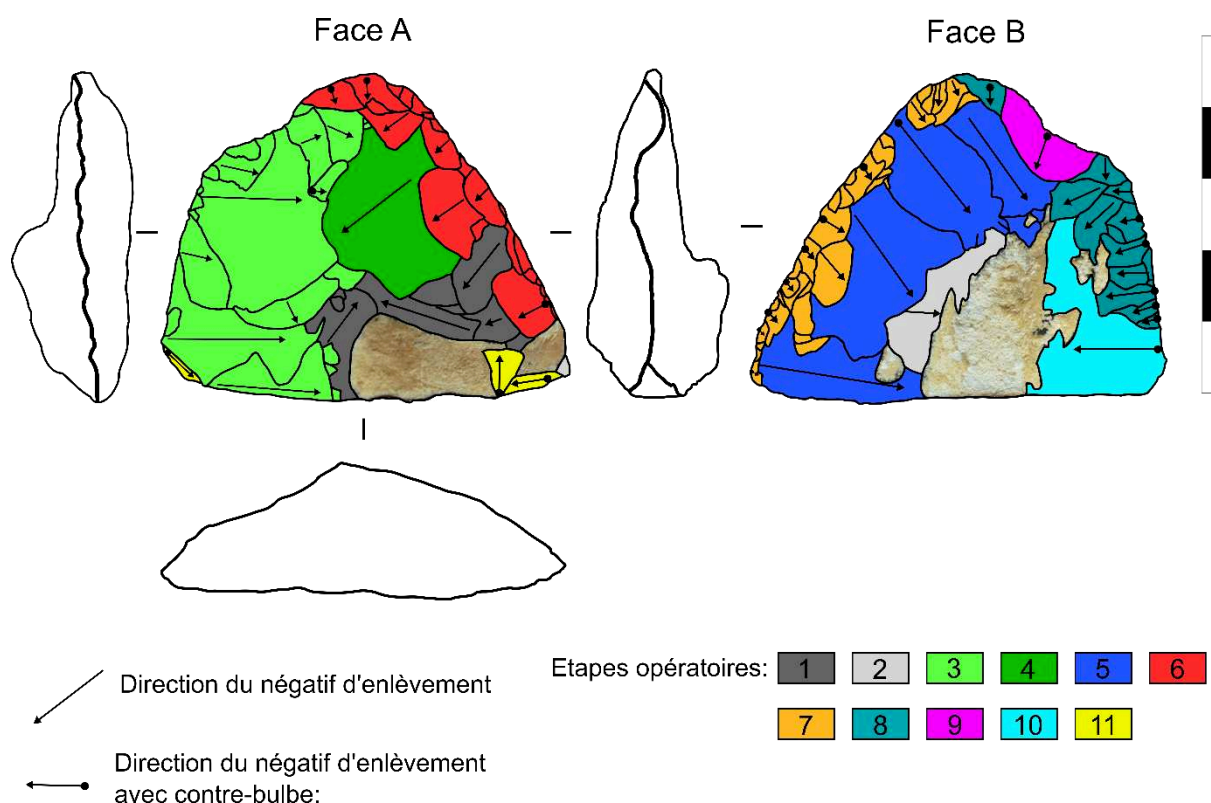 Face A
Face B
Direction du négatif d'enlèvement
Direction du négatif d'enlèvement
avec contre-bulbe:
Etapes opératoires: 1 2 3 4 5 6
7 8 9 10 11